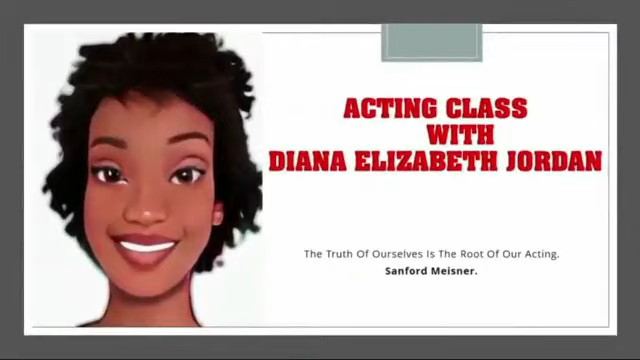 ACTING CLASS
WITH
DIANA ELIZABETH JORDAN
The Truth Of Ourselves Is The Root Of Our Acting.
Sanford Meisner.